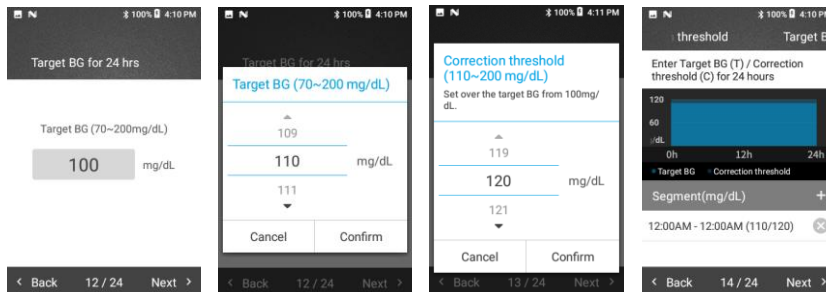 100% 4:10 PM
Target BG for 24 hrs
Target BG (70~200mg/dL)
100 mg/dL
< Back 12 / 24 Next >
100% 4:10 PM
Target BG for 24 hrs
Target BG (70~200 mg/dL)
109
110 mg/dL
111
Cancel Confirm
< Back 12 / 24 Next >
100% 4:11 PM
Correction threshold
(110~200 mg/dL)
Set over the target BG from 100mg/
dL.
119
120 mg/dL
121
Cancel Confirm
< Back 13 / 24 Next >
100% 4:10 PM
threshold Target B
Enter Target BG (T) / Correction
threshold (C) for 24 hours
120
60
/dL
0h 12h 24h
Target BG Correction threshold
Segment(mg/dL) +
12:00AM - 12:00AM (110/120)
< Back 14 / 24 Next >